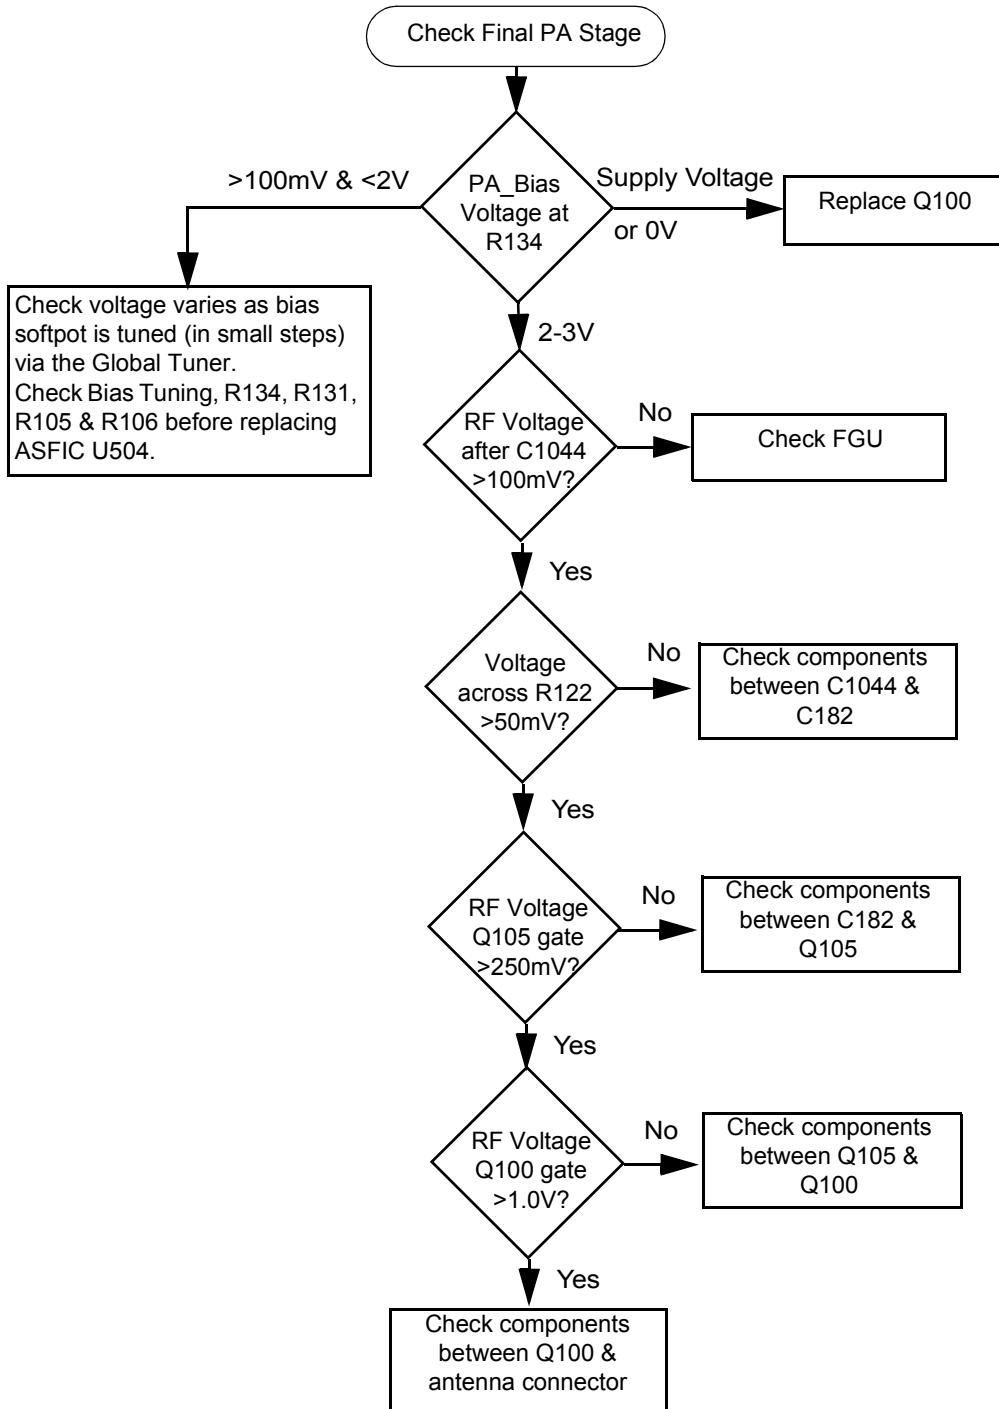 Check Final PA Stage
>100mV & <2V
PA_Bias
Voltage at
R134
Supply Voltage
or 0V
Replace Q100
Check voltage varies as bias
softpot is tuned (in small steps)
via the Global Tuner.
Check Bias Tuning, R134, R131,
R105 & R106 before replacing
ASFIC U504.
2-3V
RF Voltage
after C1044
>100mV?
No
Check FGU
Yes
Voltage
across R122
>50mV?
No
Check components
between C1044 &
C182
Yes
RF Voltage
Q105 gate
>250mV?
No
Check components
between C182 &
Q105
Yes
RF Voltage
Q100 gate
>1.0V?
No
Check components
between Q105 &
Q100
Yes
Check components
between Q100 &
antenna connector